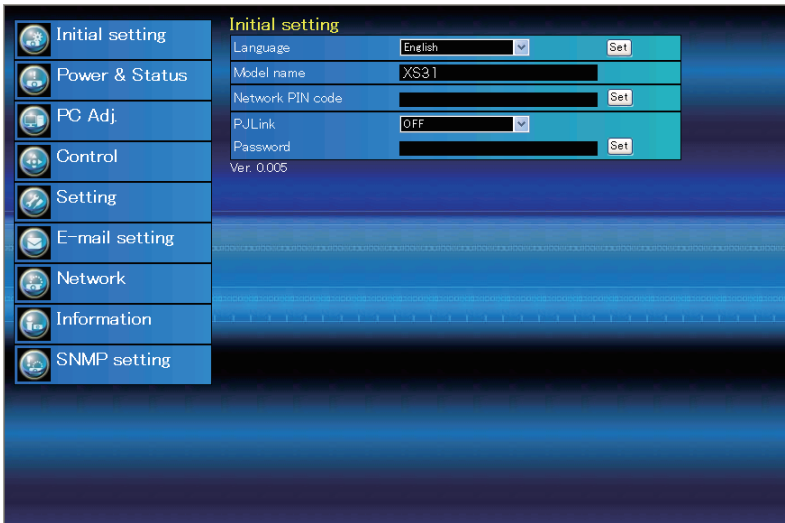 Initial setting
Power & Status
PC Adj.
Control
Setting
E-mail setting
Network
Information
SNMP setting
Initial setting
Language English Set
Model name XS31
Network PIN code Set
PJLink OFF
Password Set
Ver. 0.005